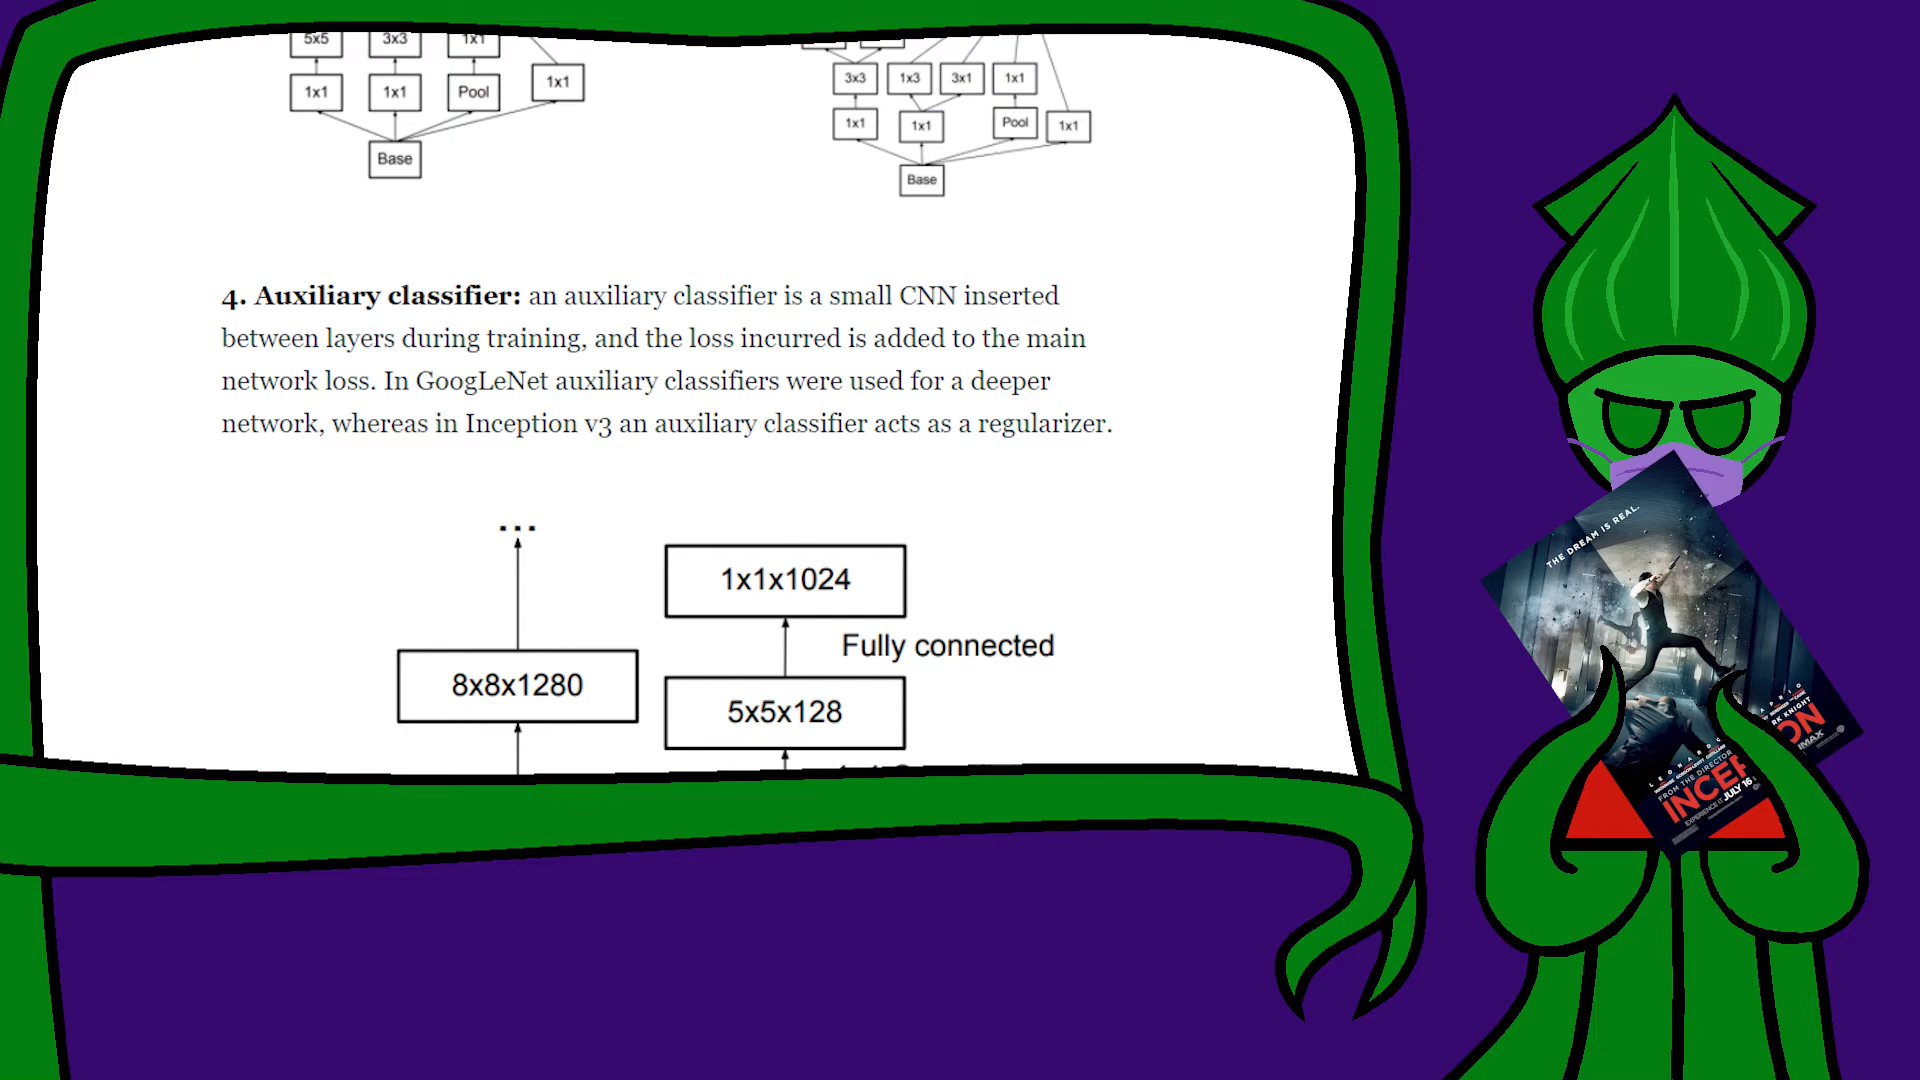 5x5 3x3 1x1
1x1 1x1 Pool 1x1
Base
3x3 1x3 3x1 1x1
1x1 1x1 Pool 1x1
Base
4. Auxiliary classifier: an auxiliary classifier is a small CNN inserted
between layers during training, and the loss incurred is added to the main
network loss. In GoogLeNet auxiliary classifiers were used for a deeper
network, whereas in Inception v3 an auxiliary classifier acts as a regularizer.
...
1x1x1024
Fully connected
8x8x1280
5x5x128
THE DREAM IS REAL.
FROM THE DIRECTOR
RK KNIGHT
INCEP
ON
EXPERIENCE IT JULY 16
IMAX